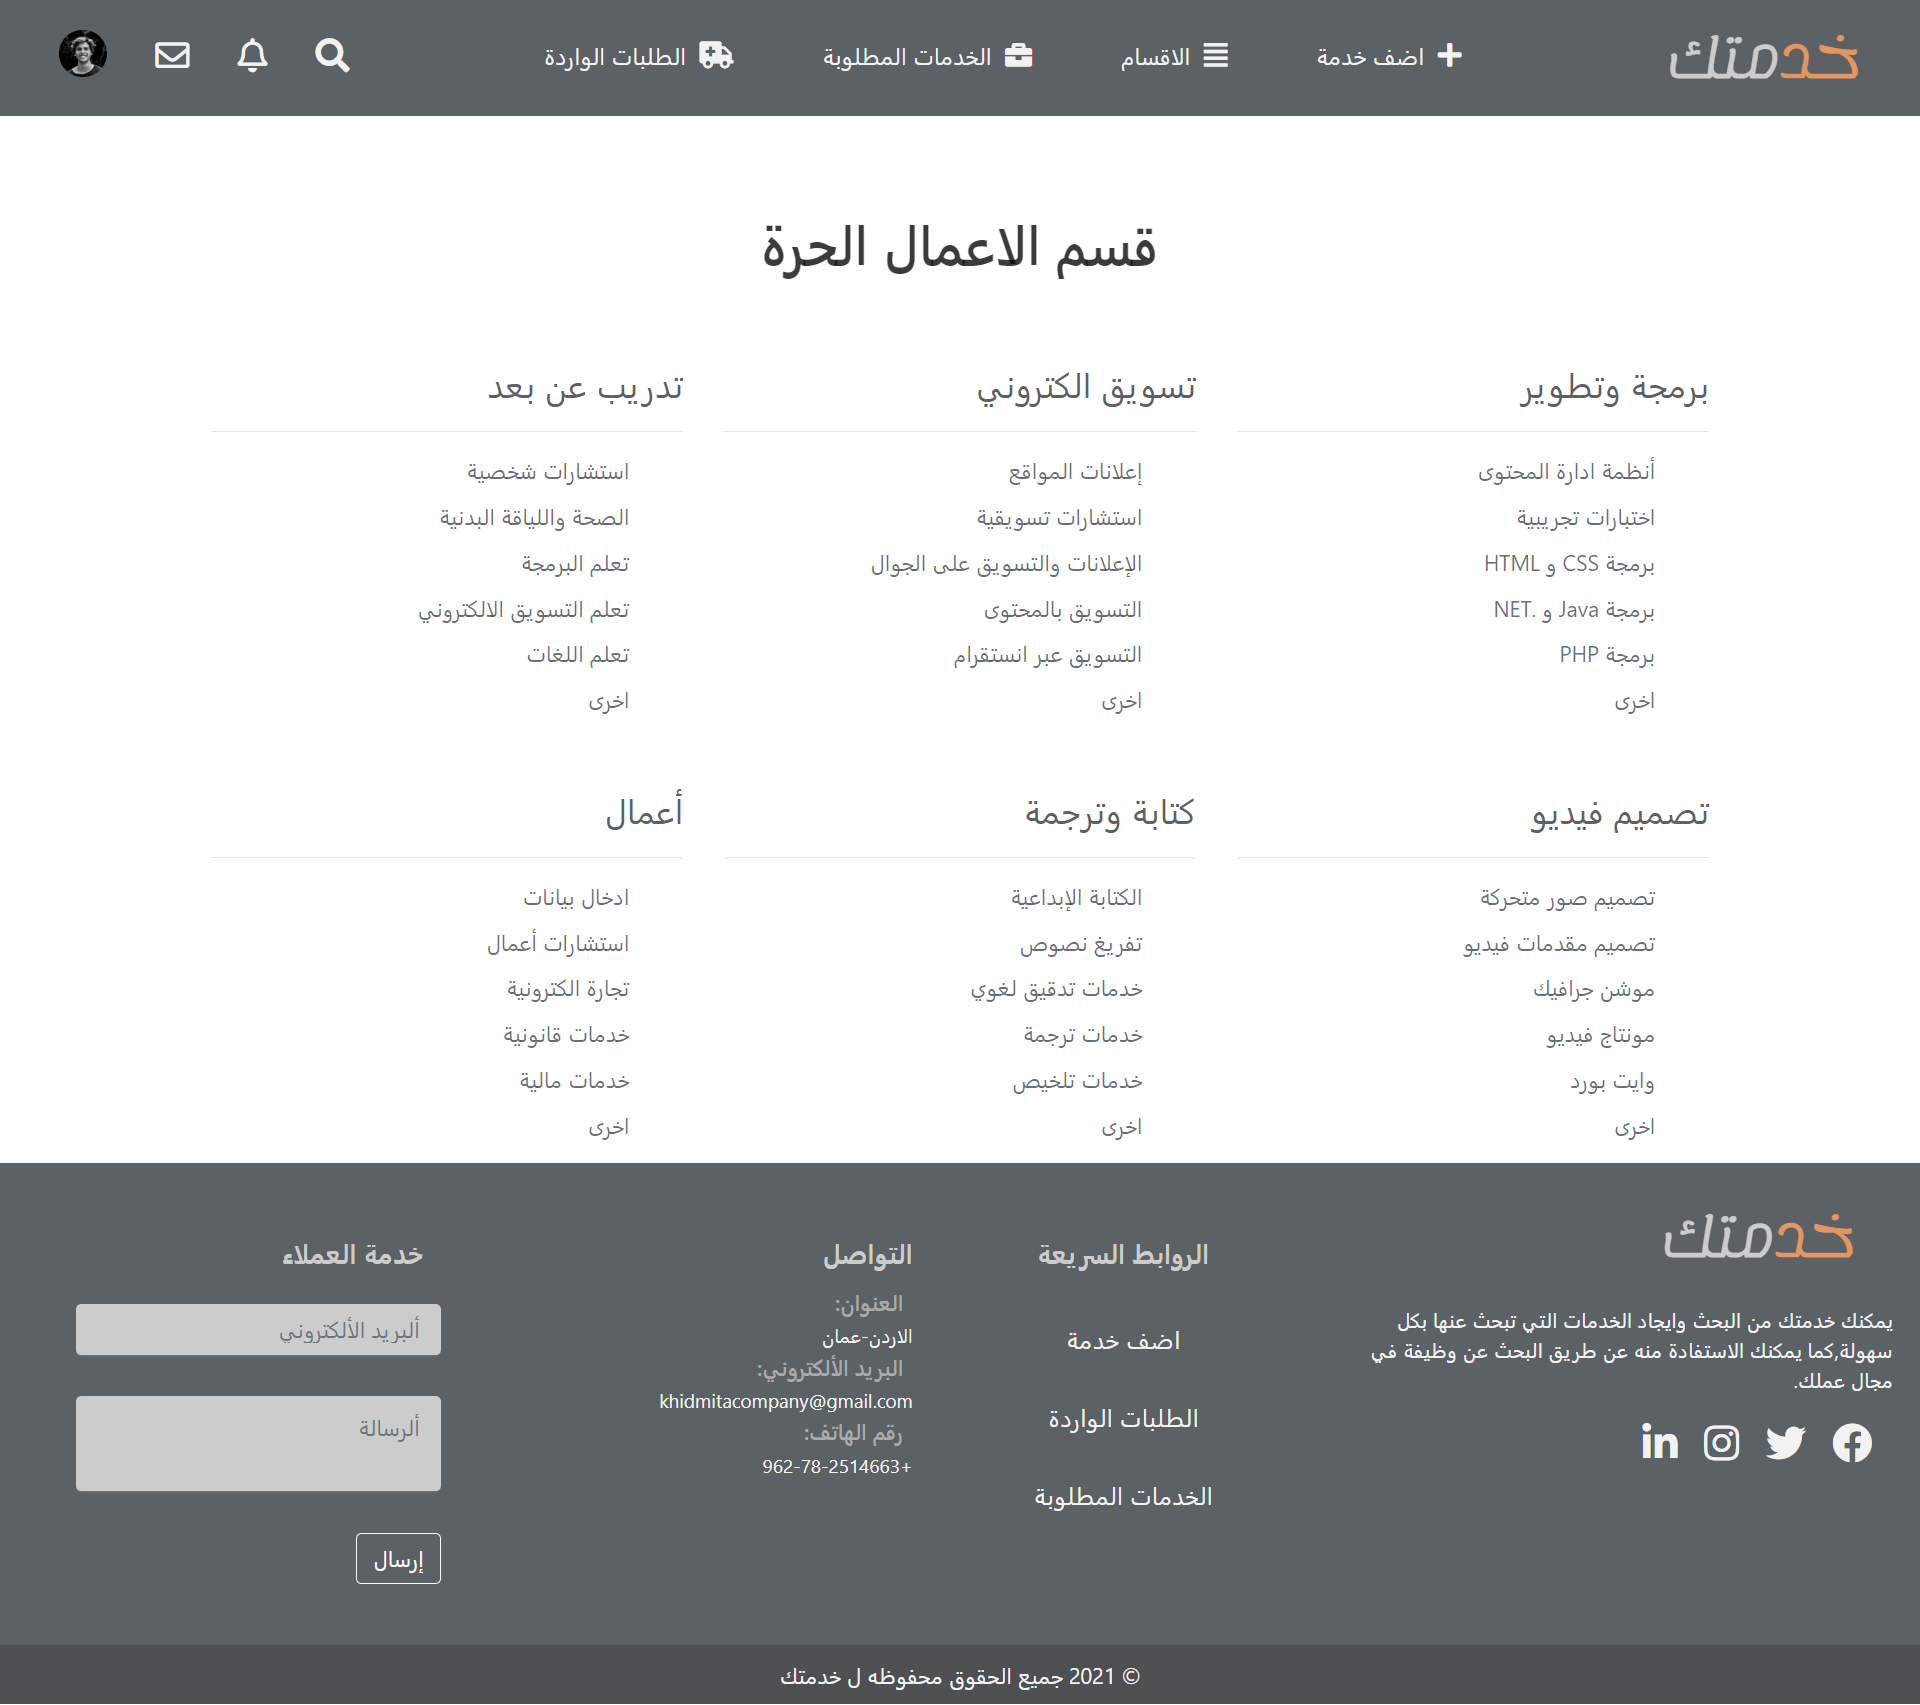 خدمتك
اضف خدمة
الاقسام
الخدمات المطلوبة
الطلبات الواردة
قسم الاعمال الحرة
برمجة وتطوير
أنظمة ادارة المحتوى
اختبارات تجريبية
برمجة CSS و HTML
برمجة Java و .NET
برمجة PHP
اخرى
تسويق الكتروني
إعلانات المواقع
استشارات تسويقية
الإعلانات والتسويق على الجوال
التسويق بالمحتوى
التسويق عبر انستقرام
اخرى
تدريب عن بعد
استشارات شخصية
الصحة واللياقة البدنية
تعلم البرمجة
تعلم التسويق الالكتروني
تعلم اللغات
اخرى
تصميم فيديو
تصميم صور متحركة
تصميم مقدمات فيديو
موشن جرافيك
مونتاج فيديو
وايت بورد
اخرى
كتابة وترجمة
الكتابة الإبداعية
تفريغ نصوص
خدمات تدقيق لغوي
خدمات ترجمة
خدمات تلخيص
اخرى
أعمال
ادخال بيانات
استشارات أعمال
تجارة الكترونية
خدمات قانونية
خدمات مالية
اخرى
خدمتك
يمكنك خدمتك من البحث وايجاد الخدمات التي تبحث عنها بكل
سهولة,كما يمكنك الاستفادة منه عن طريق البحث عن وظيفة في
مجال عملك.
الروابط السريعة
اضف خدمة
الطلبات الواردة
الخدمات المطلوبة
التواصل
العنوان:
الاردن-عمان
البريد الألكتروني:
khidmitacompany@gmail.com
رقم الهاتف:
962-78-2514663+
خدمة العملاء
ألبريد الألكتروني
ألرسالة
إرسال
© 2021 جميع الحقوق محفوظه ل خدمتك